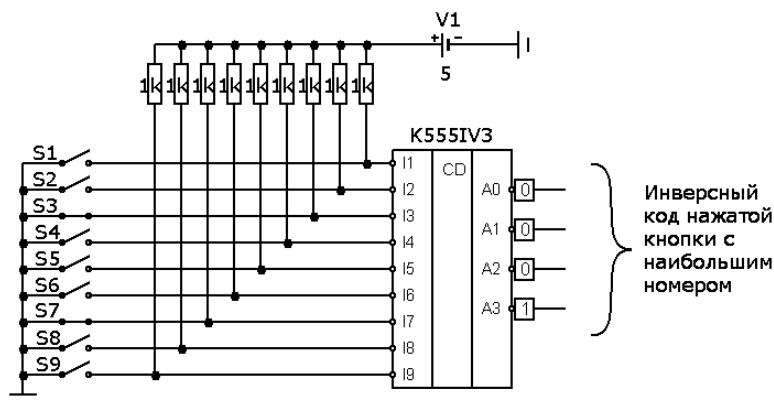 V1
+ −
5
1k 1k 1k 1k 1k 1k 1k 1k 1k
K555IV3
CD
S1
S2
S3
S4
S5
S6
S7
S8
S9
I1
I2
I3
I4
I5
I6
I7
I8
I9
A0 0
A1 0
A2 0
A3 1
Инверсный
код нажатой
кнопки с
наибольшим
номером